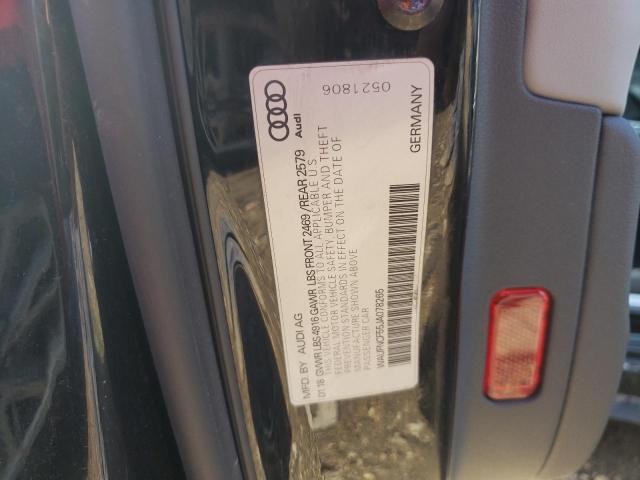 Audi
0521806
MFD. BY AUDI AG
01.18 GVWR LBS 4916 GAWR LBS FRONT 2469 /REAR 2579
THIS VEHICLE CONFORMS TO ALL APPLICABLE U S
FEDERAL MOTOR VEHICLE SAFETY, BUMPER AND THEFT
PREVENTION STANDARDS IN EFFECT ON THE DATE OF
MANUFACTURE SHOWN ABOVE
PASSENGER CAR
WAUPNCF55JA078265
GERMANY